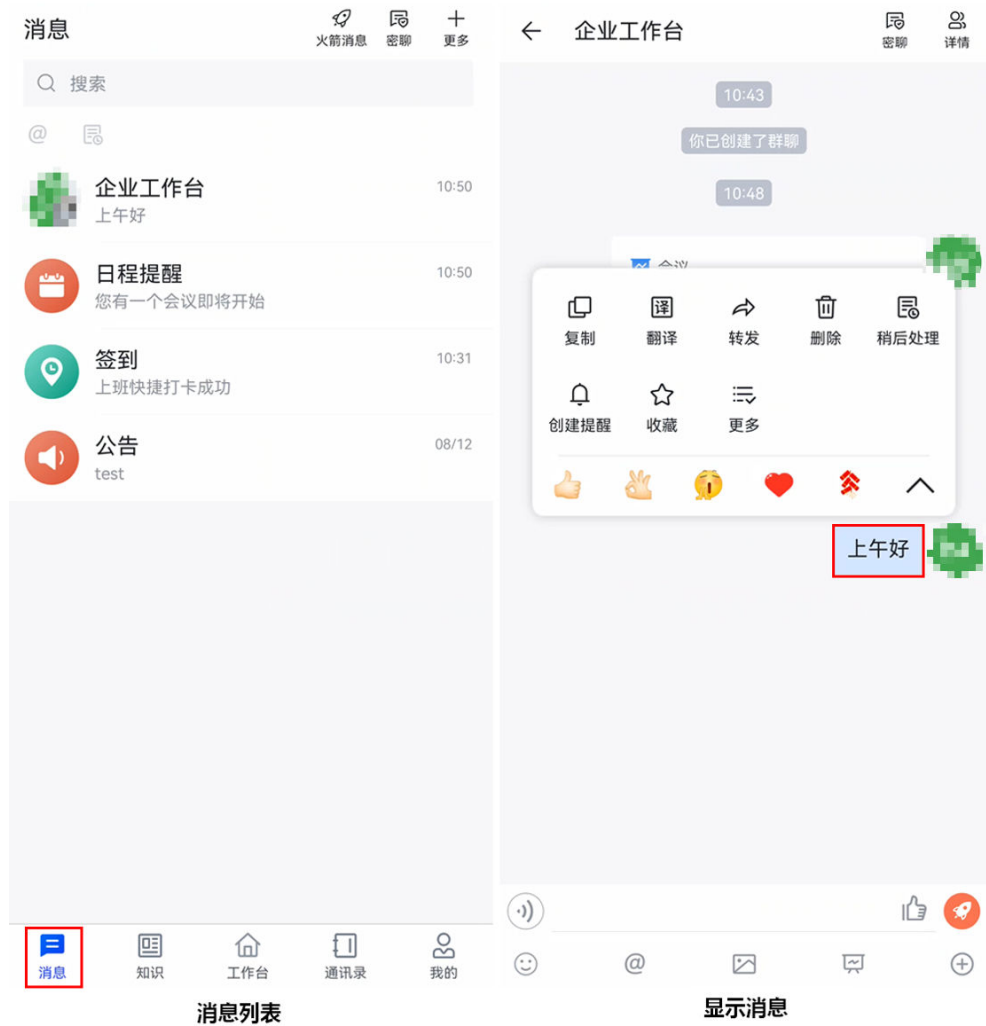 消息
火箭消息 密聊 更多
搜索
@
企业工作台 10:50
上午好
日程提醒 10:50
您有一个会议即将开始
签到 10:31
上班快捷打卡成功
公告 08/12
test
消息 知识 工作台 通讯录 我的
消息列表
企业工作台
密聊 详情
10:43
你已创建了群聊
10:48
会议
复制 翻译 转发 删除 稍后处理
创建提醒 收藏 更多
上午好
@
显示消息